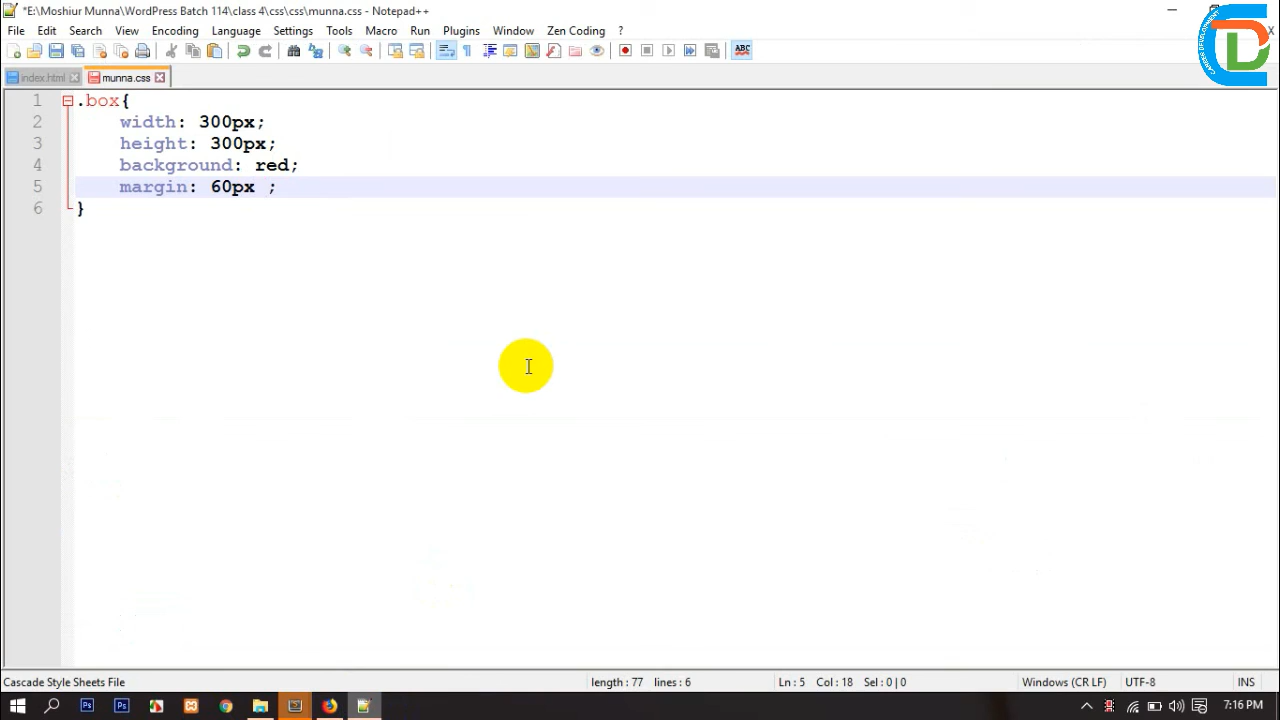 *E:\Moshiur Munna\WordPress Batch 114\class 4\css\css\munna.css - Notepad++
File Edit Search View Encoding Language Settings Tools Macro Run Plugins Window Zen Coding ?
ABC
index.html munna.css
1 .box{
2 width: 300px;
3 height: 300px;
4 background: red;
5 margin: 60px ;
6 }
Cascade Style Sheets File length : 77 lines : 6 Ln : 5 Col : 18 Sel : 0 | 0 Windows (CR LF) UTF-8 INS
Ps Ps 7:16 PM